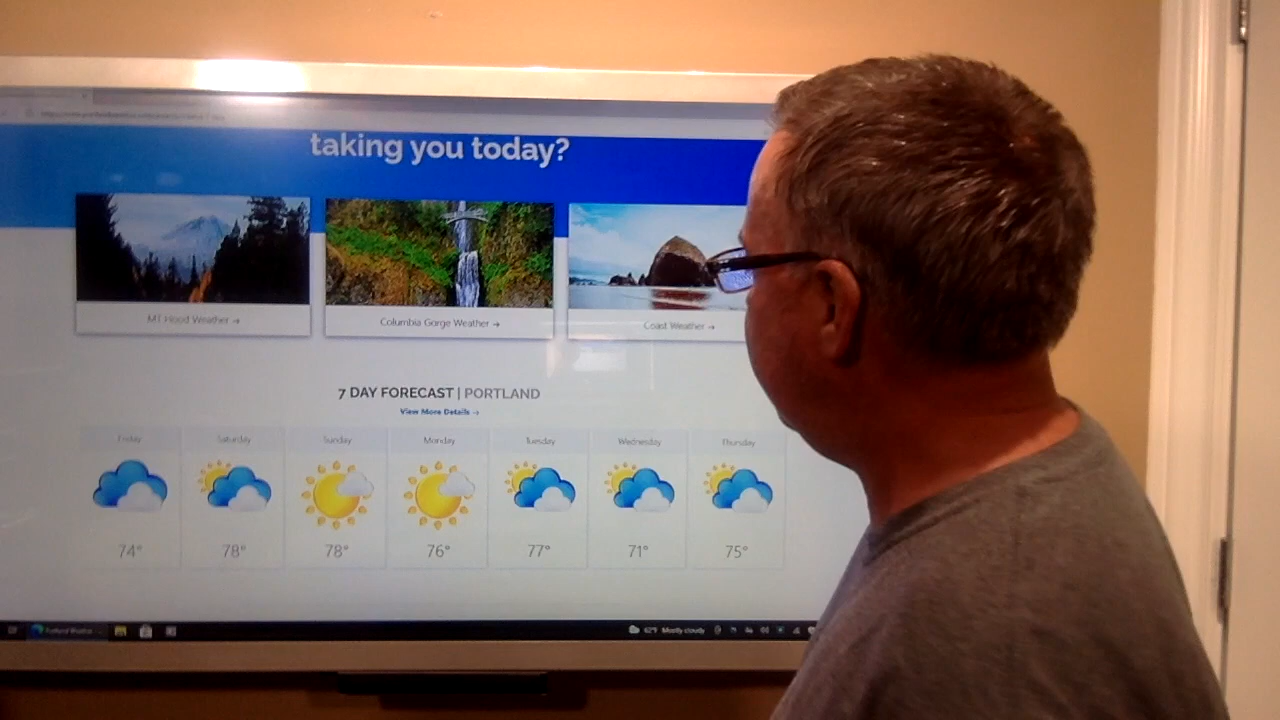 taking you today?
MT Hood Weather →
Columbia Gorge Weather →
Coast Weather →
7 DAY FORECAST | PORTLAND
View More Details →
Friday Saturday Sunday Monday Tuesday Wednesday Thursday
74° 78° 78° 76° 77° 71° 75°
62°F Mostly cloudy